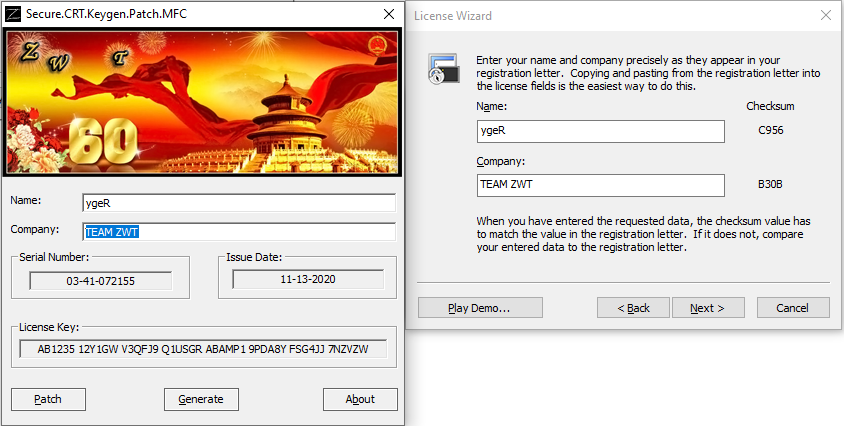 Secure.CRT.Keygen.Patch.MFC
Z W T
60
Name:
ygeR
Company:
TEAM ZWT
Serial Number:
03-41-072155
Issue Date:
11-13-2020
License Key:
AB1235 12Y1GW V3QFJ9 Q1USGR ABAMP1 9PDA8Y FSG4JJ 7NZVZW
Patch
Generate
About
License Wizard
Enter your name and company precisely as they appear in your
registration letter.  Copying and pasting from the registration letter into
the license fields is the easiest way to do this.
Name:
Checksum
ygeR
C956
Company:
TEAM ZWT
B30B
When you have entered the requested data, the checksum value has
to match the value in the registration letter.  If it does not, compare
your entered data to the registration letter.
Play Demo...
< Back
Next >
Cancel